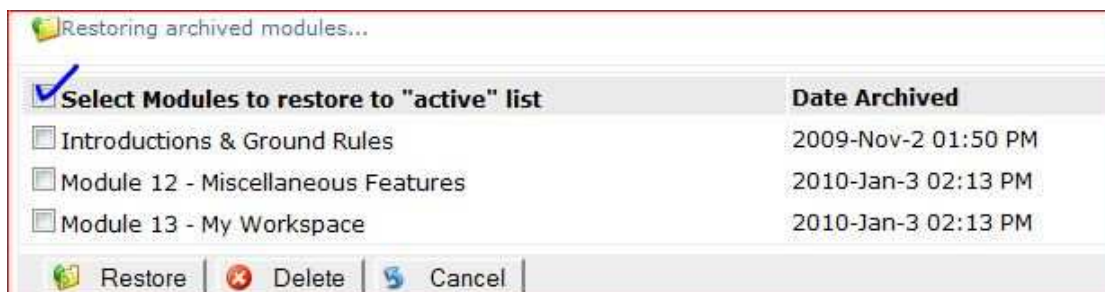 Restoring archived modules...
Select Modules to restore to "active" list Date Archived
Introductions & Ground Rules 2009-Nov-2 01:50 PM
Module 12 - Miscellaneous Features 2010-Jan-3 02:13 PM
Module 13 - My Workspace 2010-Jan-3 02:13 PM
Restore Delete Cancel